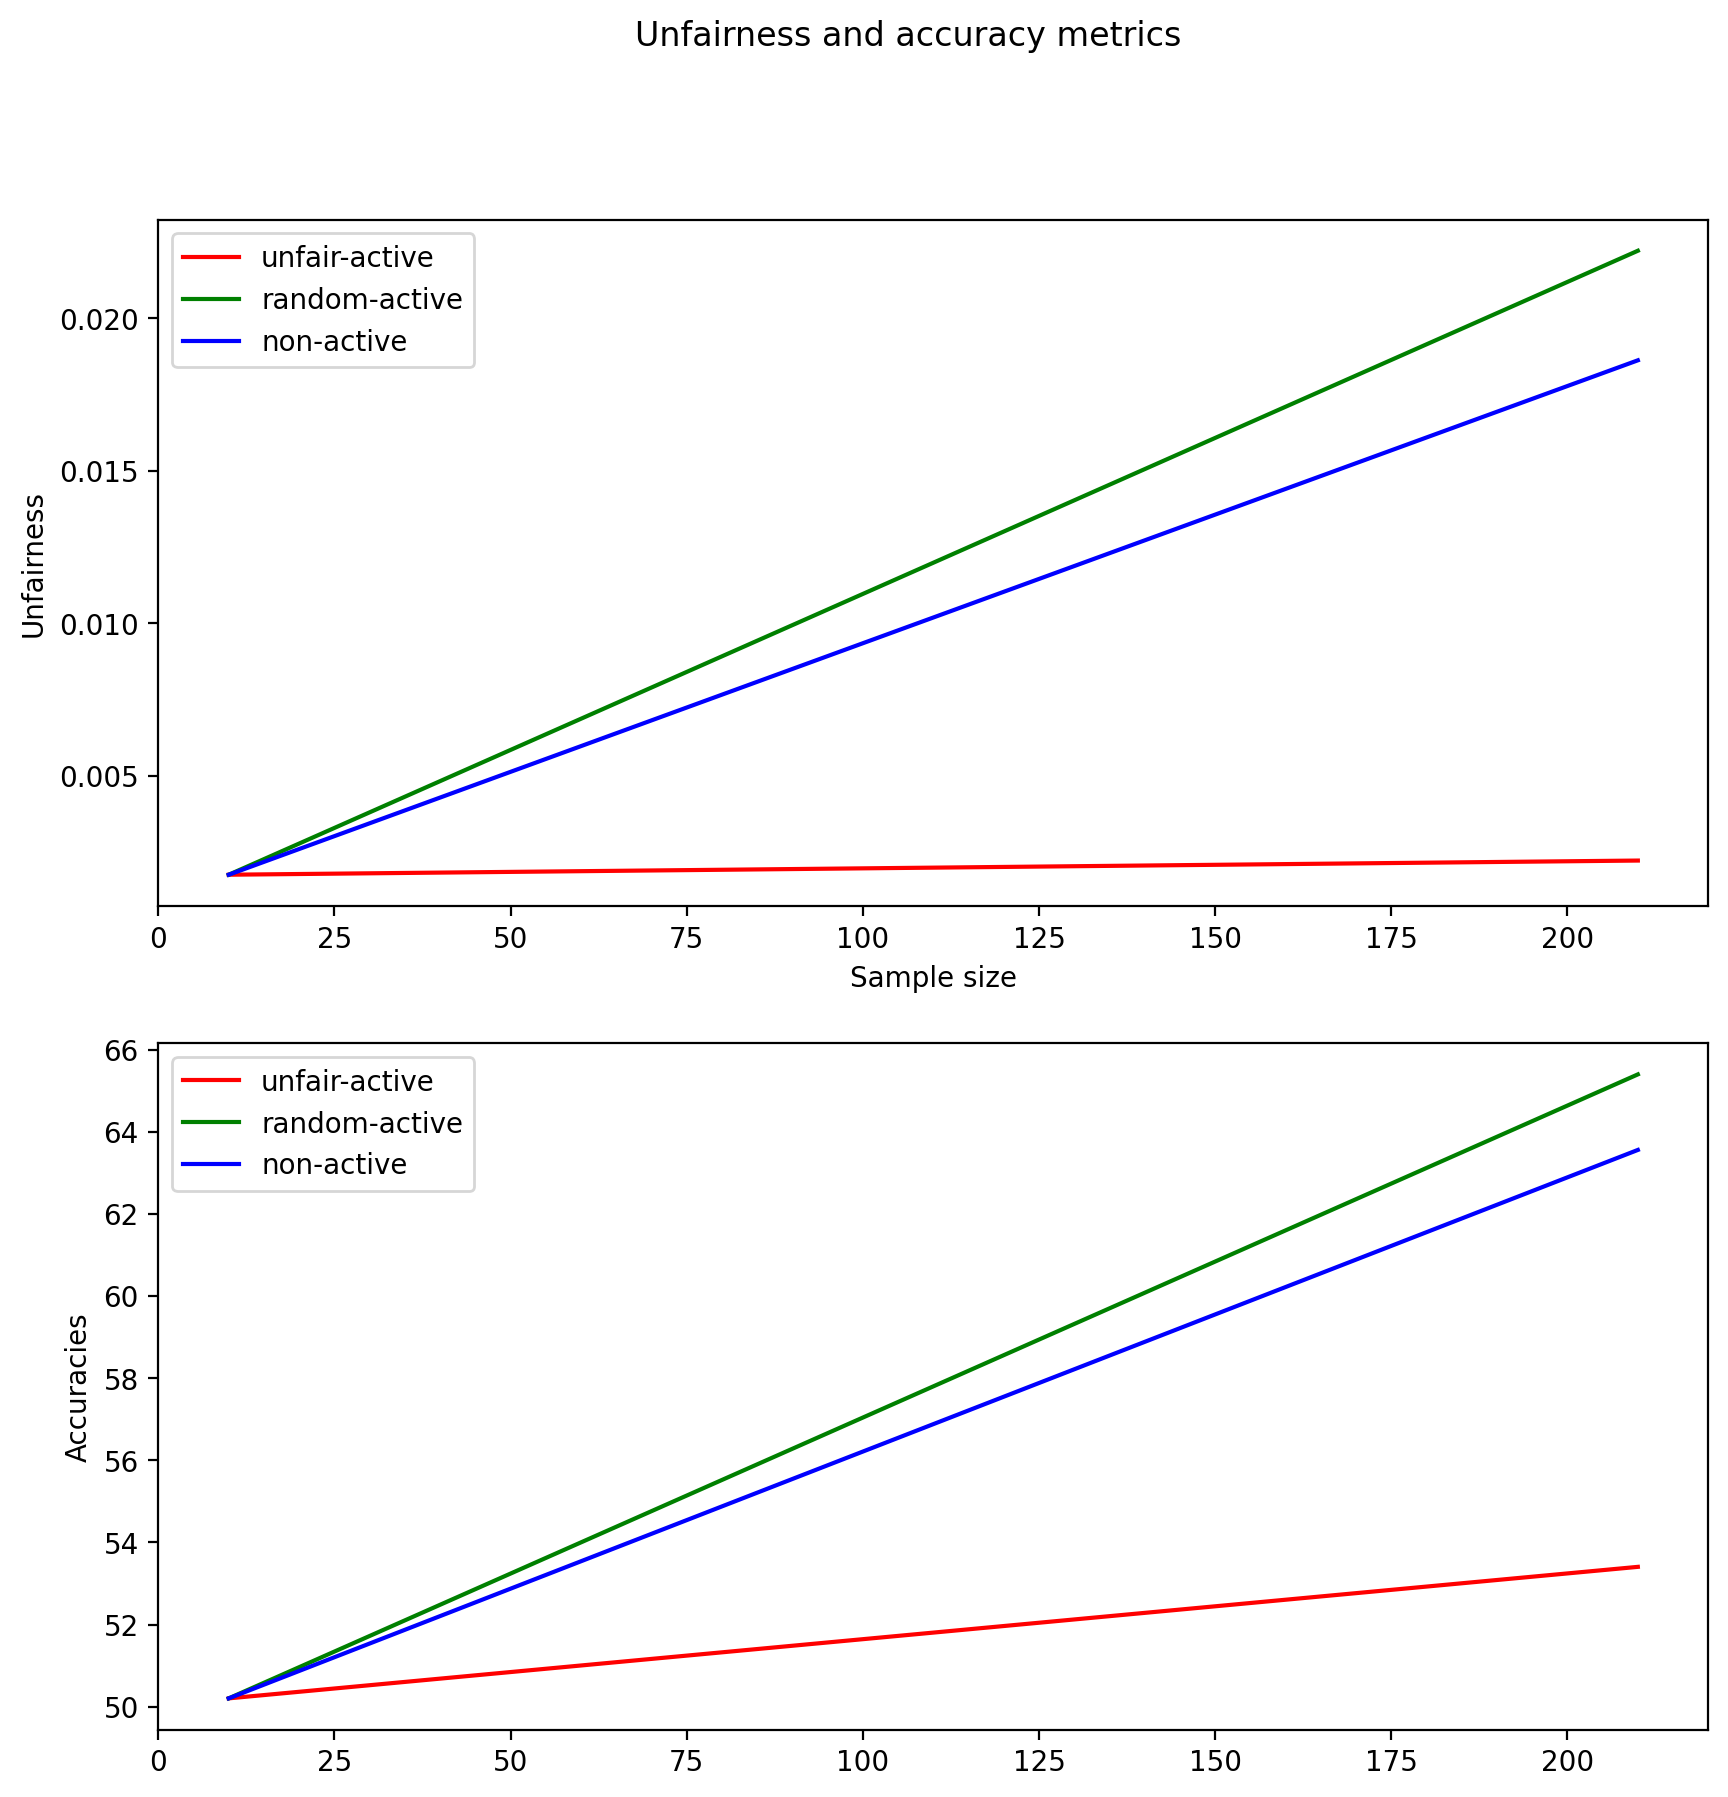 Unfairness and accuracy metrics
unfair-active
random-active
non-active
0.020
0.015
0.010
0.005
Unfairness
0 25 50 75 100 125 150 175 200
Sample size
unfair-active
random-active
non-active
66
64
62
60
58
56
54
52
50
Accuracies
0 25 50 75 100 125 150 175 200